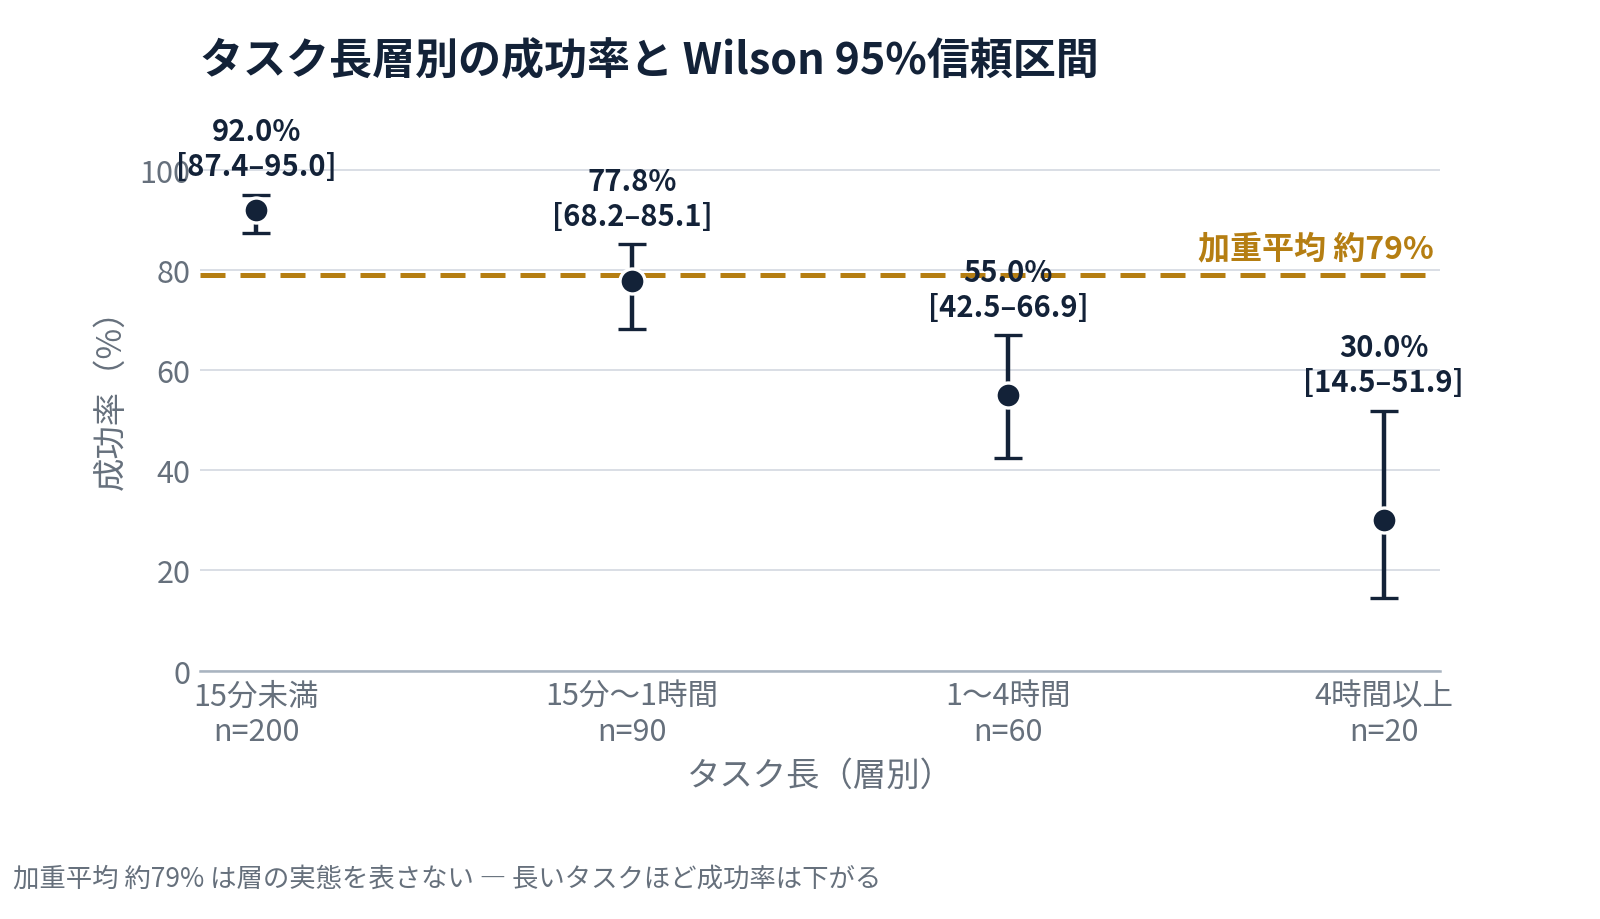 タスク長層別の成功率と Wilson 95%信頼区間
92.0%
[87.4–95.0]
77.8%
[68.2–85.1]
加重平均 約79%
55.0%
[42.5–66.9]
30.0%
[14.5–51.9]
成功率（%）
100
80
60
40
20
0
15分未満
n=200
15分〜1時間
n=90
1〜4時間
n=60
4時間以上
n=20
タスク長（層別）
加重平均 約79% は層の実態を表さない — 長いタスクほど成功率は下がる